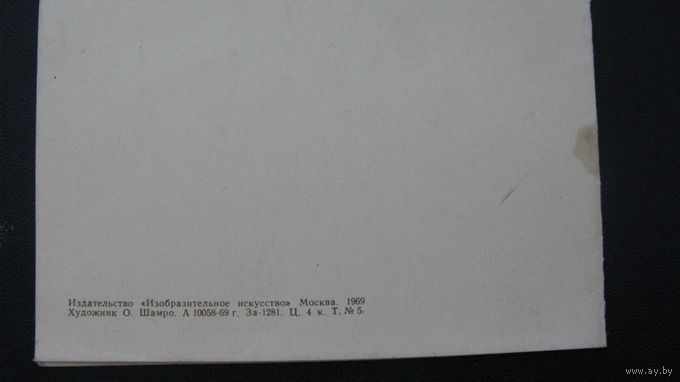 Издательство «Изобразительное искусство» Москва. 1969
Художник О. Шамро. А 10058-69 г. За-1281. Ц. 4 к. Т. № 5.
www.ay.by